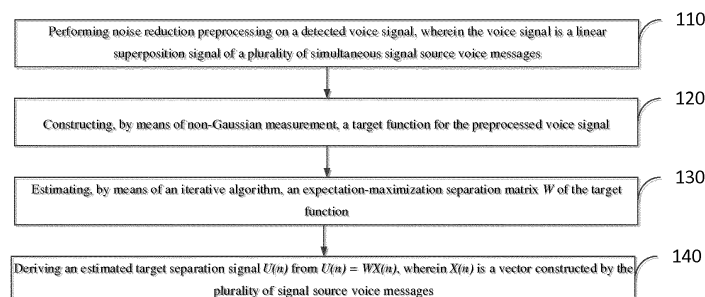 110
Performing noise reduction preprocessing on a detected voice signal, wherein the voice signal is a linear
superposition signal of a plurality of simultaneous signal source voice messages
120
Constructing, by means of non-Gaussian measurement, a target function for the preprocessed voice signal
130
Estimating, by means of an iterative algorithm, an expectation-maximization separation matrix W of the target
function
140
Deriving an estimated target separation signal U(n) from U(n) = WX(n), wherein X(n) is a vector constructed by the
plurality of signal source voice messages